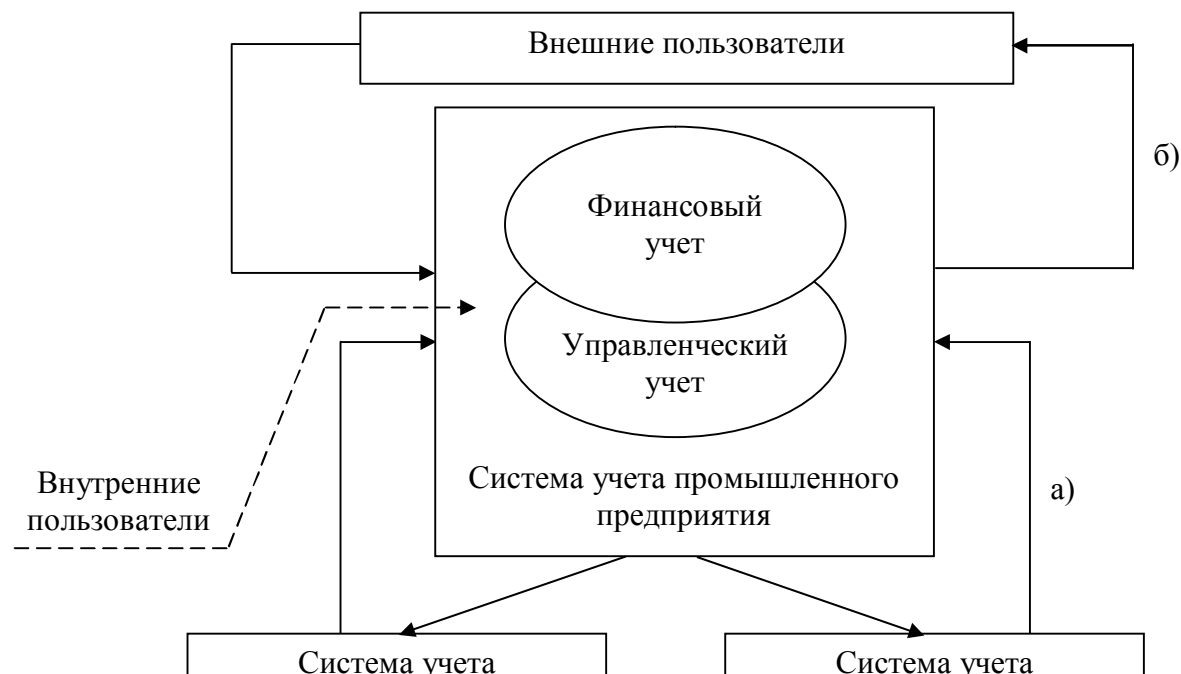 Внешние пользователи
б)
Финансовый
учет
Управленческий
учет
Система учета промышленного
предприятия
а)
Внутренние
пользователи
Система учета
Система учета